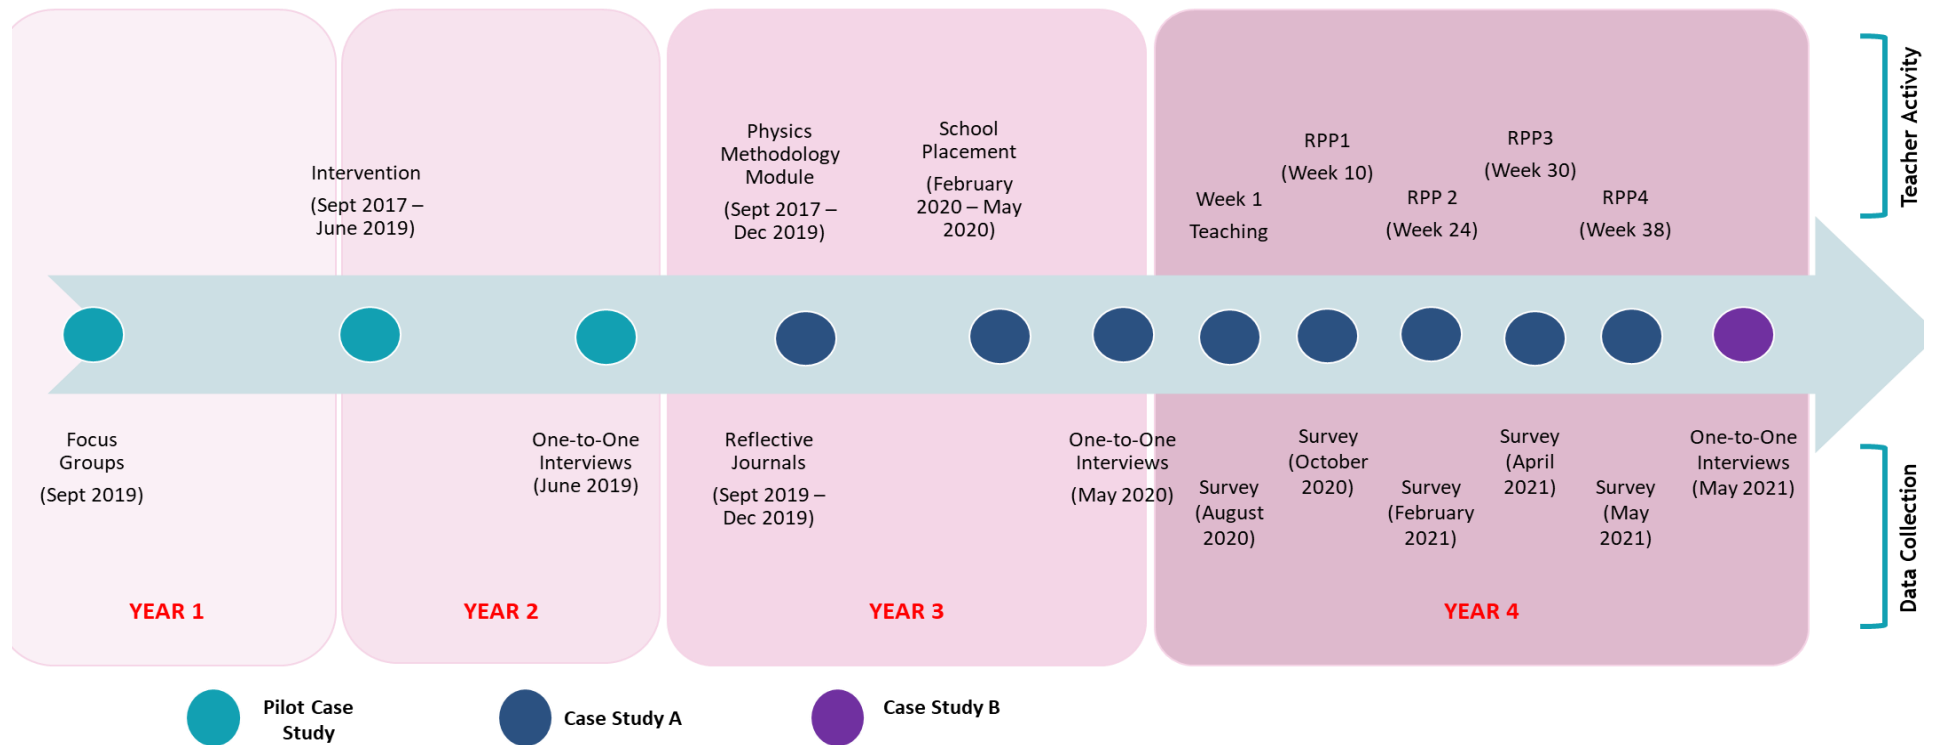 Intervention
(Sept 2017 –
June 2019)
Physics
Methodology
Module
(Sept 2017 –
Dec 2019)
School
Placement
(February
2020 – May
2020)
Week 1
Teaching
RPP1
(Week 10)
RPP 2
(Week 24)
RPP3
(Week 30)
RPP4
(Week 38)
Teacher Activity
Focus
Groups
(Sept 2019)
One-to-One
Interviews
(June 2019)
Reflective
Journals
(Sept 2019 –
Dec 2019)
One-to-One
Interviews
(May 2020)
Survey
(August
2020)
Survey
(October
2020)
Survey
(February
2021)
Survey
(April
2021)
Survey
(May
2021)
One-to-One
Interviews
(May 2021)
Data Collection
YEAR 1
YEAR 2
YEAR 3
YEAR 4
Pilot Case
Study
Case Study A
Case Study B